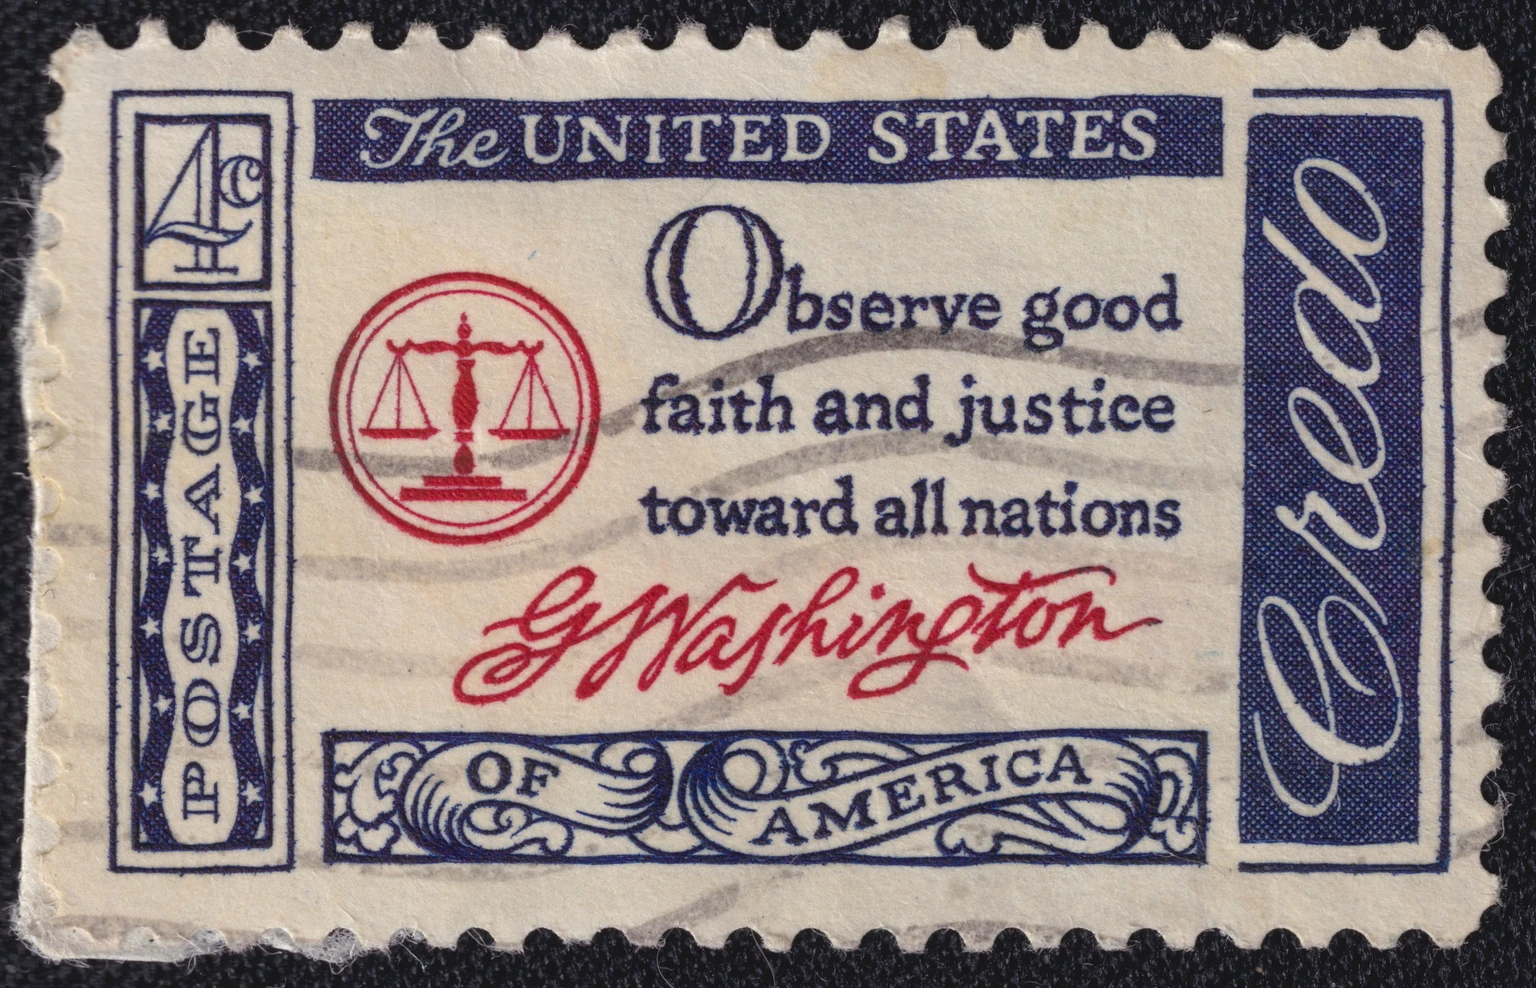 4c
POSTAGE
The UNITED STATES
Observe good
faith and justice
toward all nations
G Washington
OF AMERICA
Credo